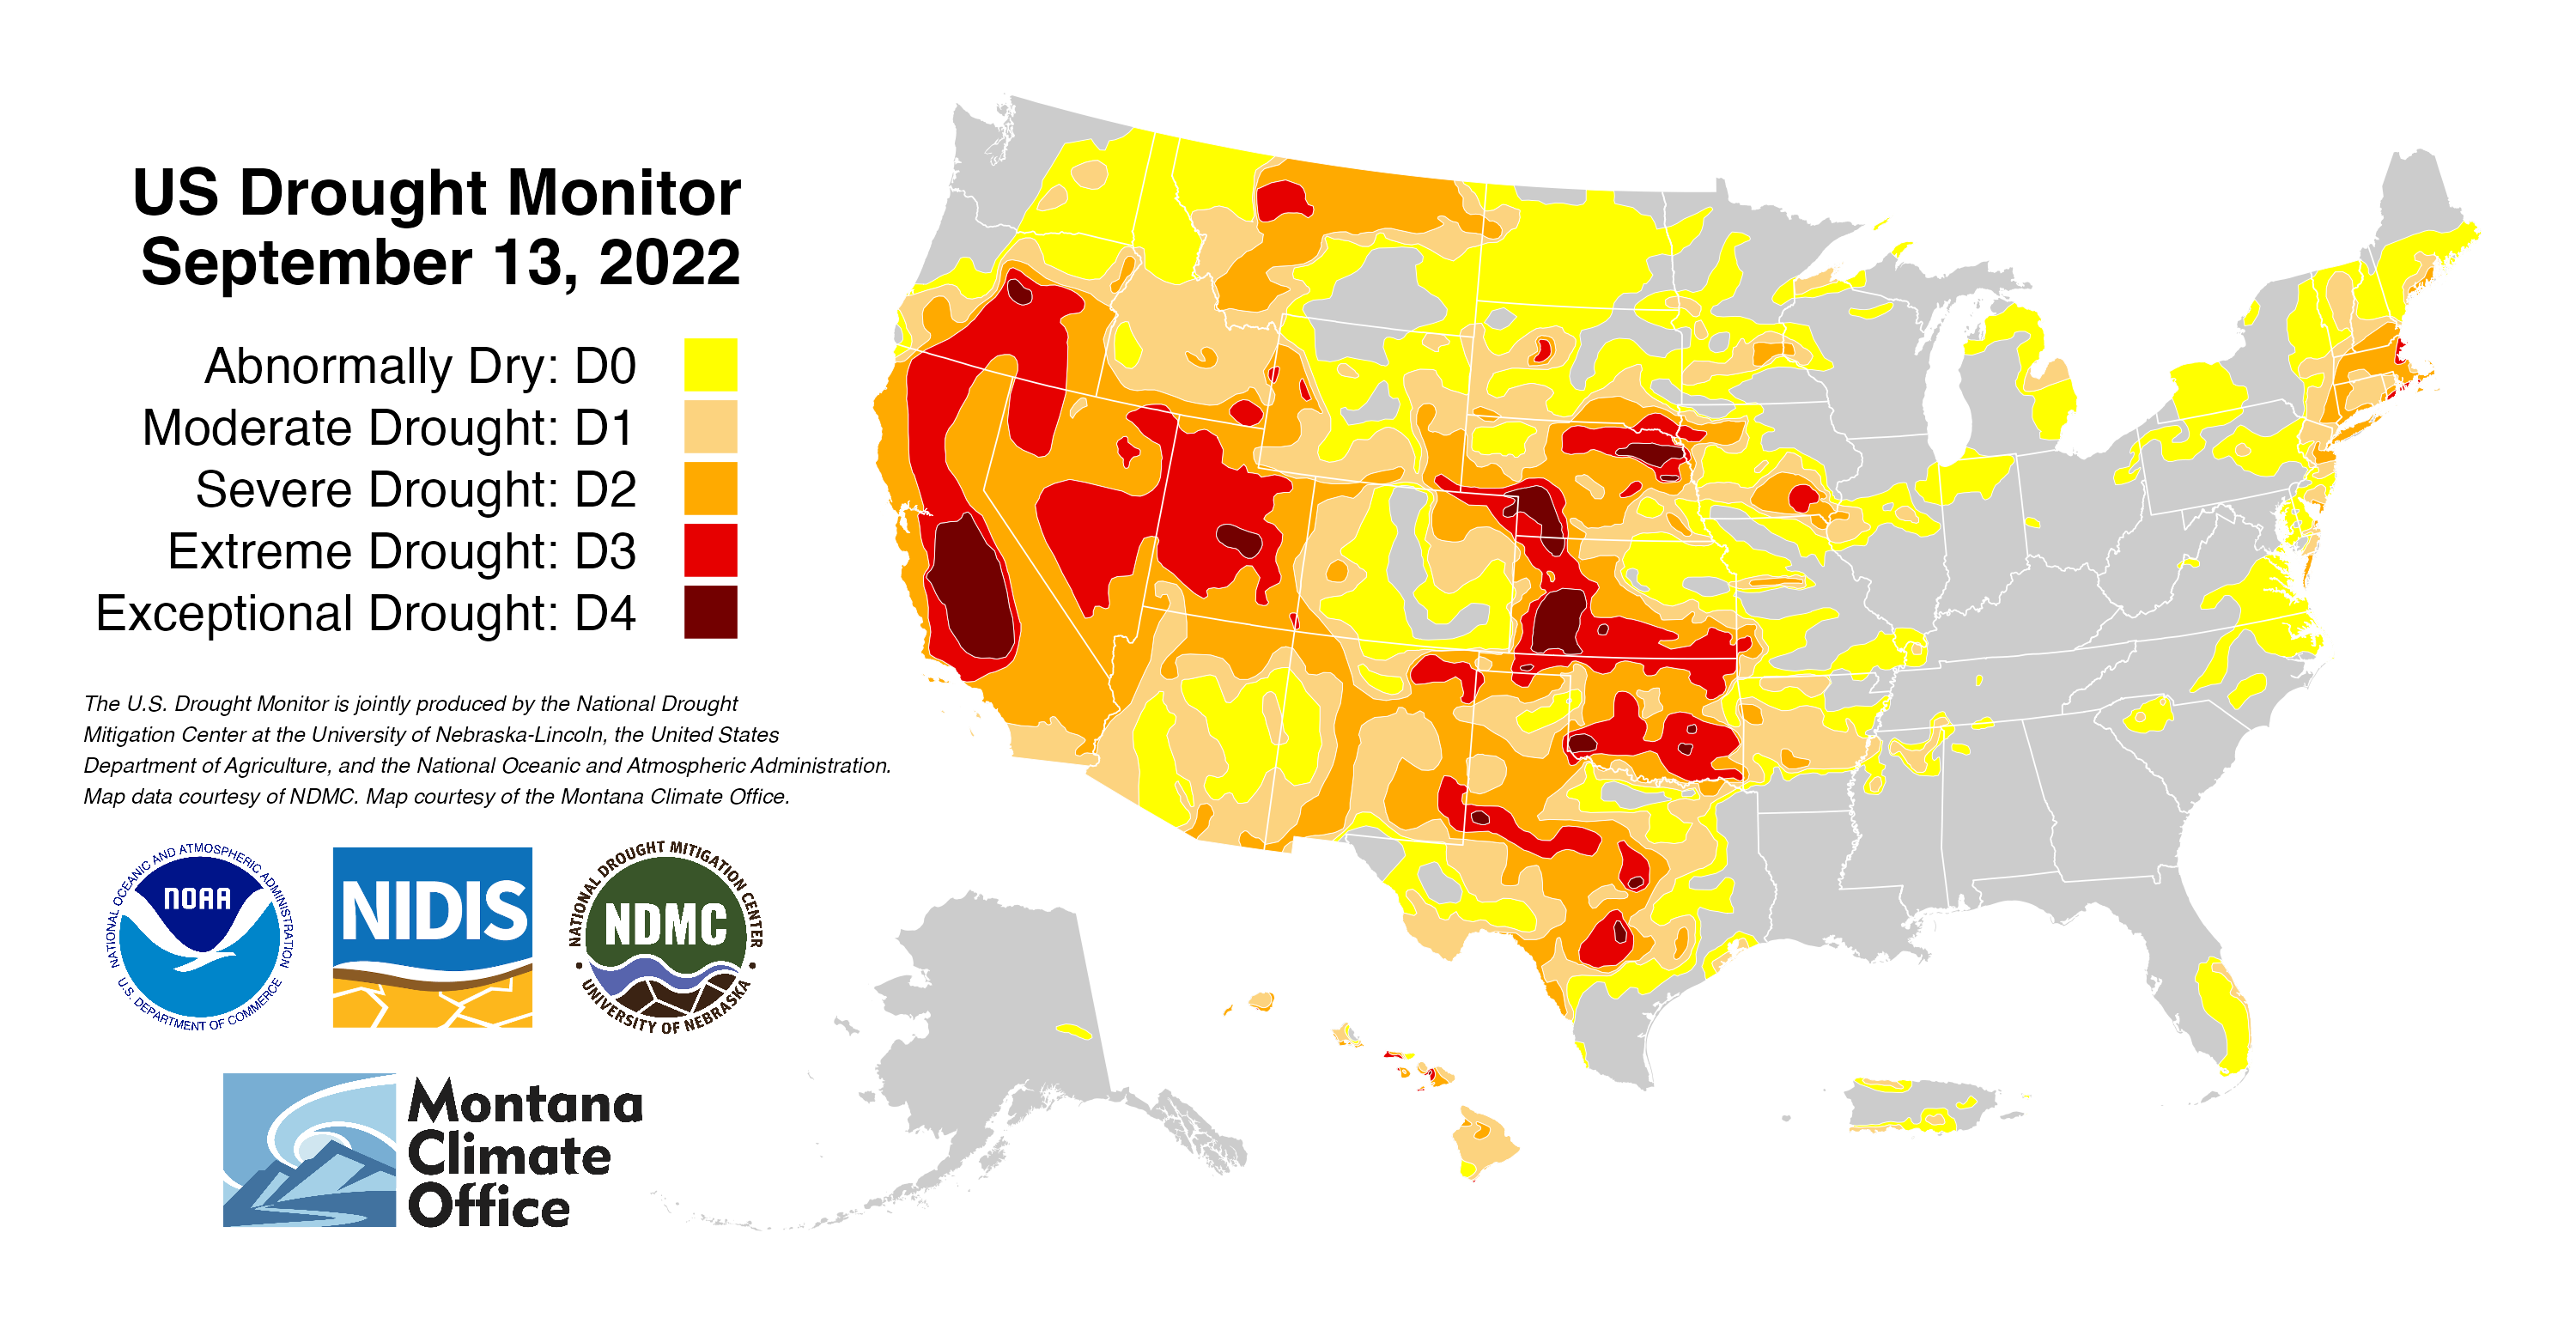 US Drought Monitor
September 13, 2022
Abnormally Dry: D0
Moderate Drought: D1
Severe Drought: D2
Extreme Drought: D3
Exceptional Drought: D4
The U.S. Drought Monitor is jointly produced by the National Drought
Mitigation Center at the University of Nebraska-Lincoln, the United States
Department of Agriculture, and the National Oceanic and Atmospheric Administration.
Map data courtesy of NDMC. Map courtesy of the Montana Climate Office.
NATIONAL OCEANIC AND ATMOSPHERIC ADMINISTRATION
NOAA
U.S. DEPARTMENT OF COMMERCE
NIDIS
NATIONAL DROUGHT MITIGATION CENTER
NDMC
UNIVERSITY OF NEBRASKA
Montana
Climate
Office